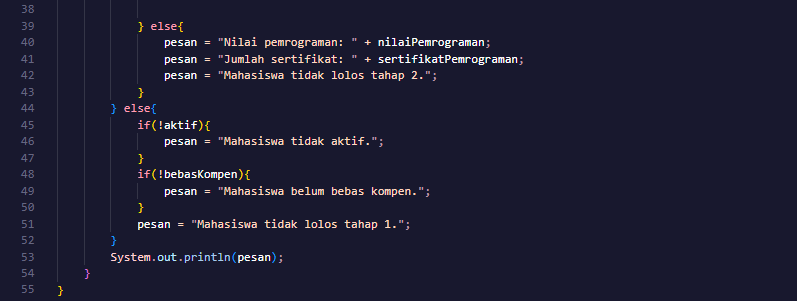 38
39 } else{
40 pesan = "Nilai pemrograman: " + nilaiPemrograman;
41 pesan = "Jumlah sertifikat: " + sertifikatPemrograman;
42 pesan = "Mahasiswa tidak lolos tahap 2.";
43 }
44 } else{
45 if(!aktif){
46 pesan = "Mahasiswa tidak aktif.";
47 }
48 if(!bebasKompen){
49 pesan = "Mahasiswa belum bebas kompen.";
50 }
51 pesan = "Mahasiswa tidak lolos tahap 1.";
52 }
53 System.out.println(pesan);
54 }
55 }